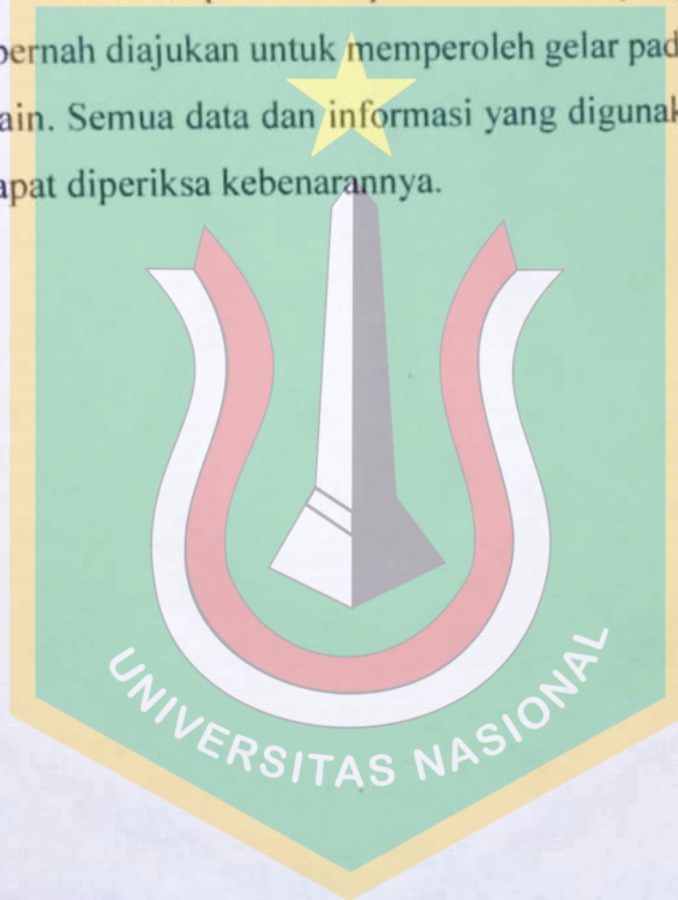 pernah diajukan untuk memperoleh gelar pad
ain. Semua data dan informasi yang digunak
apat diperiksa kebenarannya.
UNIVERSITAS NASIONAL